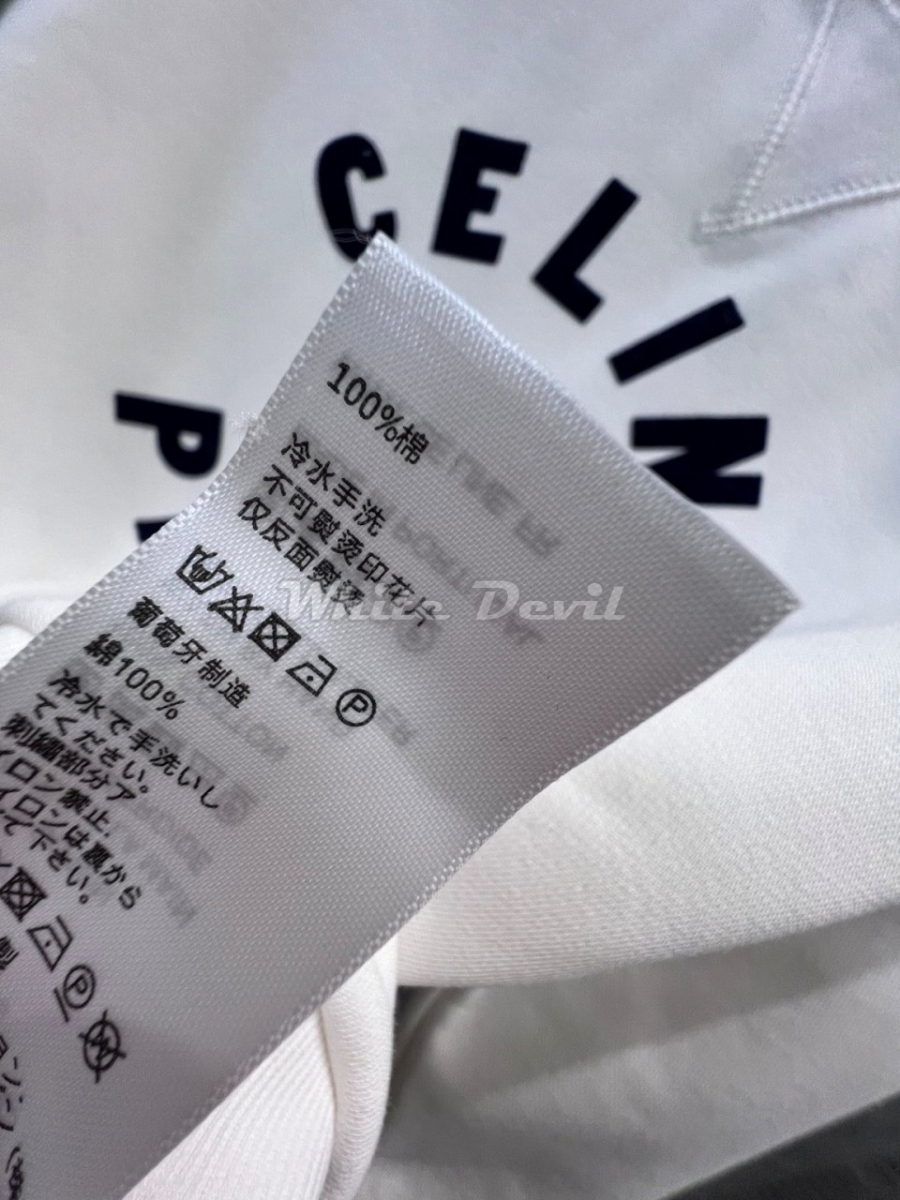 CELIN
P
100%棉
冷水手洗
不可熨烫印花片
仅反面熨烫
葡萄牙制造
綿100%
冷水で手洗いし
てください。
刺繍部分ア
イロン禁止.
イロンは裏から
て下さい。
製
White Devil